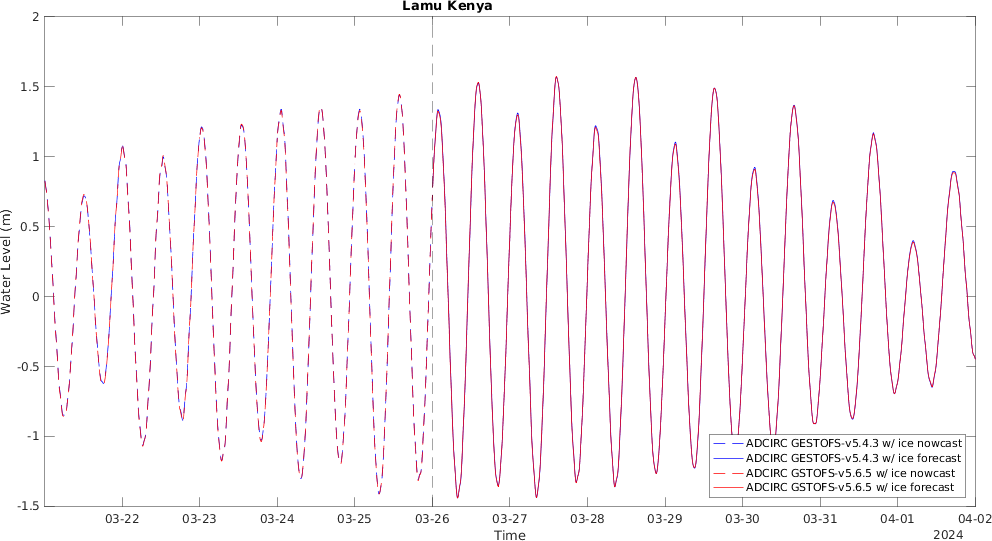 Lamu Kenya
2
1.5
1
0.5
0
-0.5
-1
-1.5
Water Level (m)
03-22 03-23 03-24 03-25 03-26 03-27 03-28 03-29 03-30 03-31 04-01 04-02
Time
2024
ADCIRC GESTOFS-v5.4.3 w/ ice nowcast
ADCIRC GESTOFS-v5.4.3 w/ ice forecast
ADCIRC GSTOFS-v5.6.5 w/ ice nowcast
ADCIRC GSTOFS-v5.6.5 w/ ice forecast